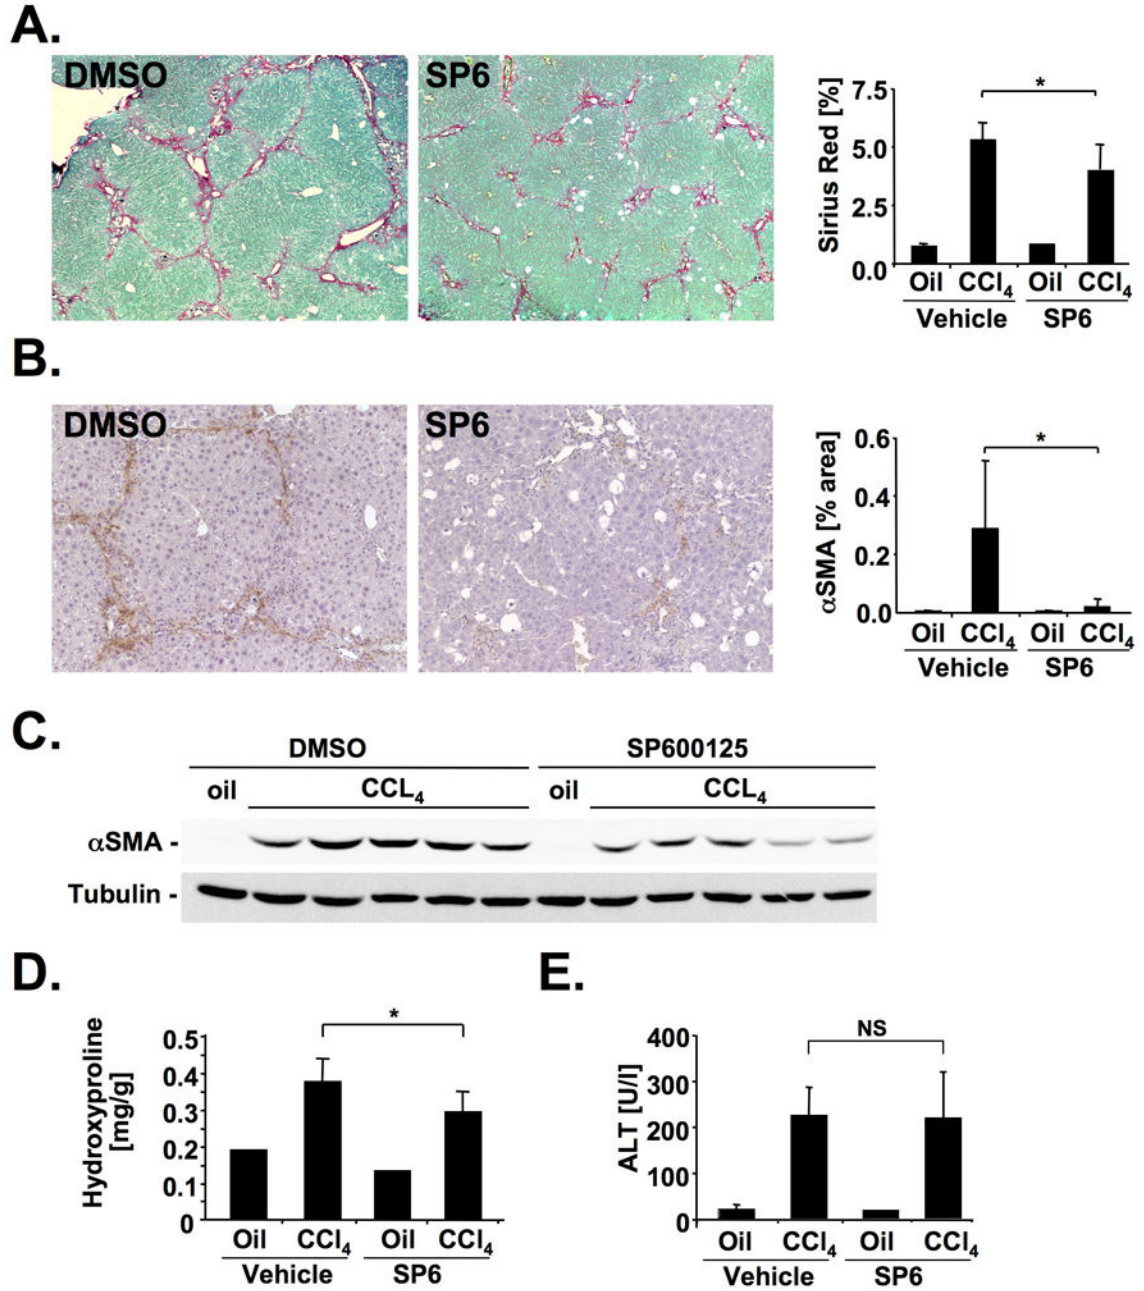 A.
DMSO
SP6
Sirius Red [%]
7.5
5.0
2.5
0.0
*
Oil CCl4 Oil CCl4
Vehicle SP6
B.
DMSO
SP6
αSMA [% area]
0.6
0.4
0.2
0.0
*
Oil CCl4 Oil CCl4
Vehicle SP6
C.
DMSO SP600125
oil CCL4 oil CCL4
αSMA -
Tubulin -
D.
Hydroxyproline
[mg/g]
0.5
0.4
0.3
0.2
0.1
0
*
Oil CCl4 Oil CCl4
Vehicle SP6
E.
ALT [U/l]
400
300
200
100
0
NS
Oil CCl4 Oil CCl4
Vehicle SP6